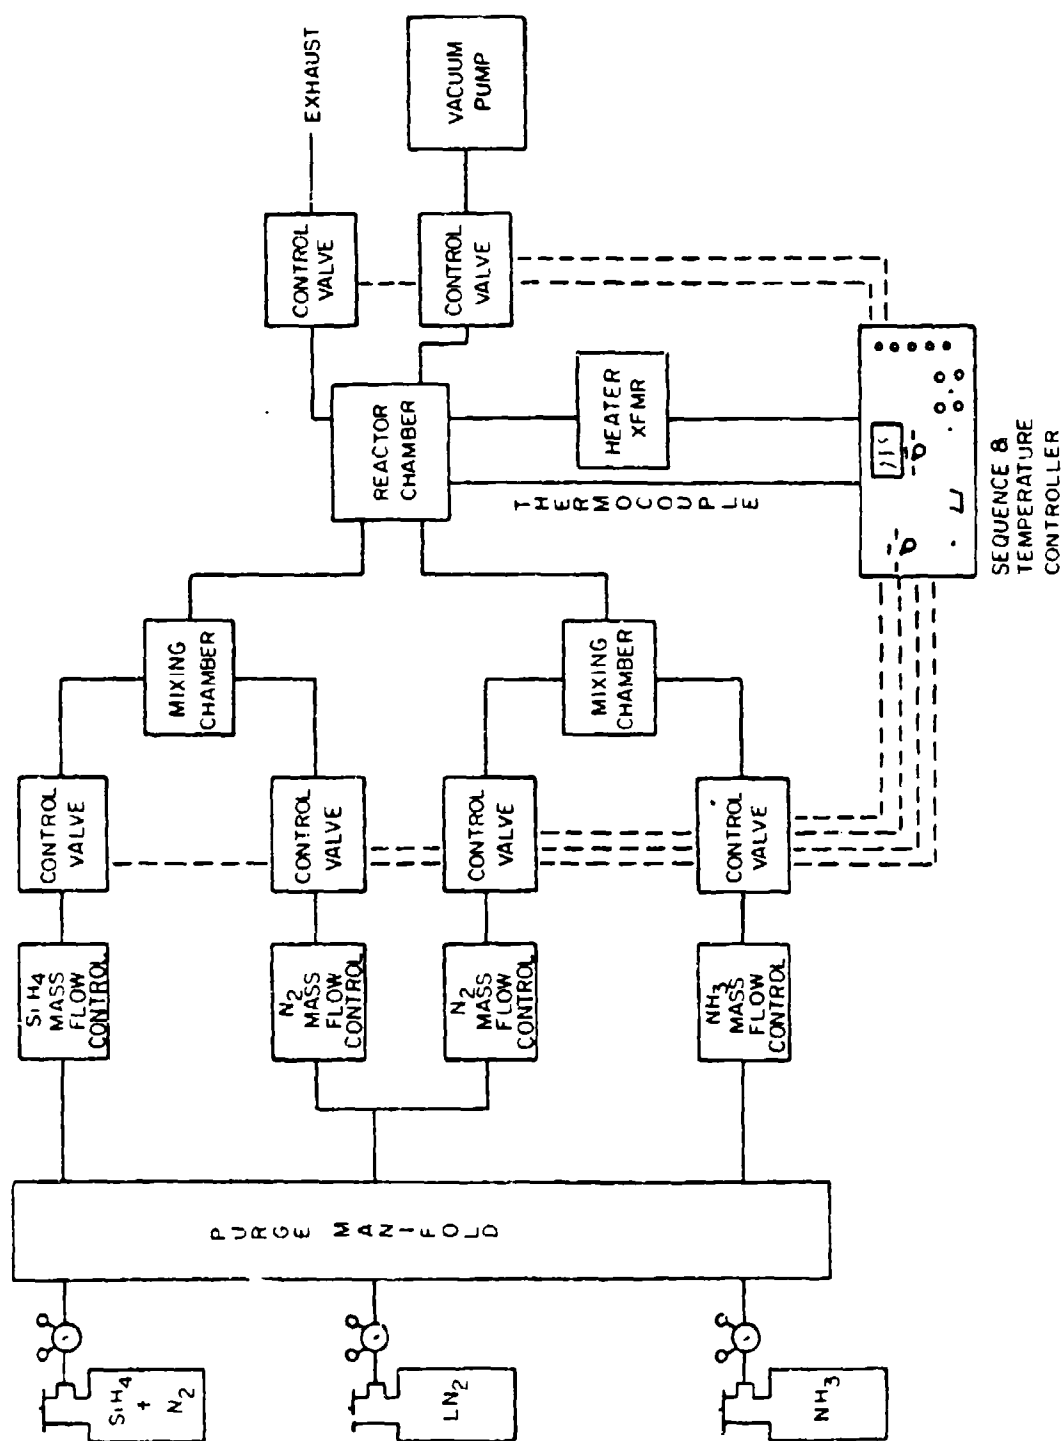 SiH4
+
N2
LN2
NH3
PURGE MANIFOLD
SiH4
MASS
FLOW
CONTROL
N2
MASS
FLOW
CONTROL
N2
MASS
FLOW
CONTROL
NH3
MASS
FLOW
CONTROL
CONTROL
VALVE
CONTROL
VALVE
CONTROL
VALVE
CONTROL
VALVE
MIXING
CHAMBER
MIXING
CHAMBER
REACTOR
CHAMBER
THERMOCOUPLE
HEATER
XFMR
CONTROL
VALVE
CONTROL
VALVE
EXHAUST
VACUUM
PUMP
SEQUENCE &
TEMPERATURE
CONTROLLER